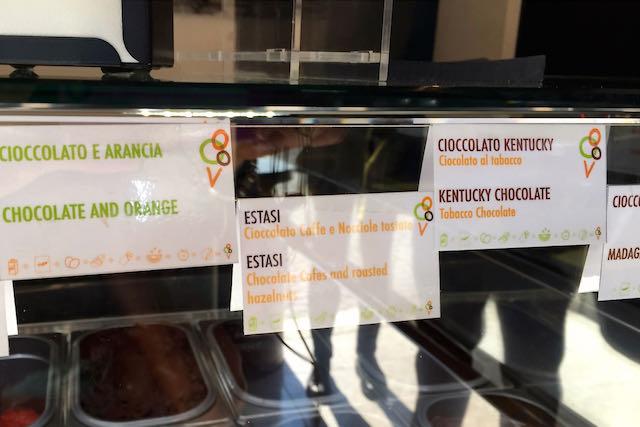 CIOCCOLATO E ARANCIA
CHOCOLATE AND ORANGE
V
ESTASI
Cioccolato Caffe e Nocciole tostate
ESTASI
Chocolate Cofes and roasted
hazelnuts
V
CIOCCOLATO KENTUCKY
Ciocolato al tabacco
KENTUCKY CHOCOLATE
Tabacco Chocolate
V
CIOCC
MADAG